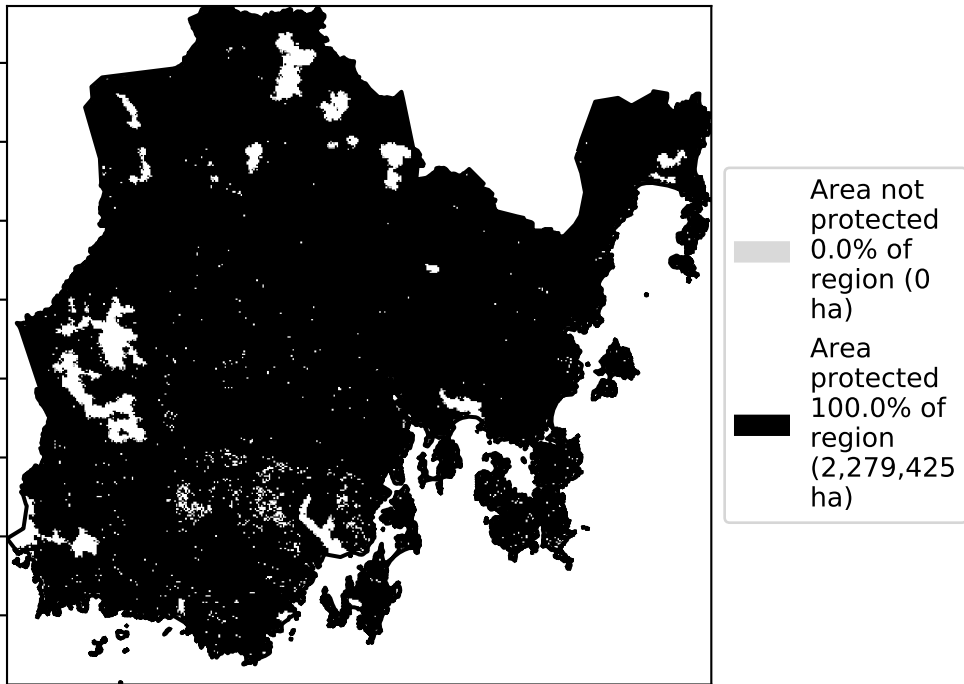 Area not
protected
0.0% of
region (0
ha)
Area
protected
100.0% of
region
(2,279,425
ha)